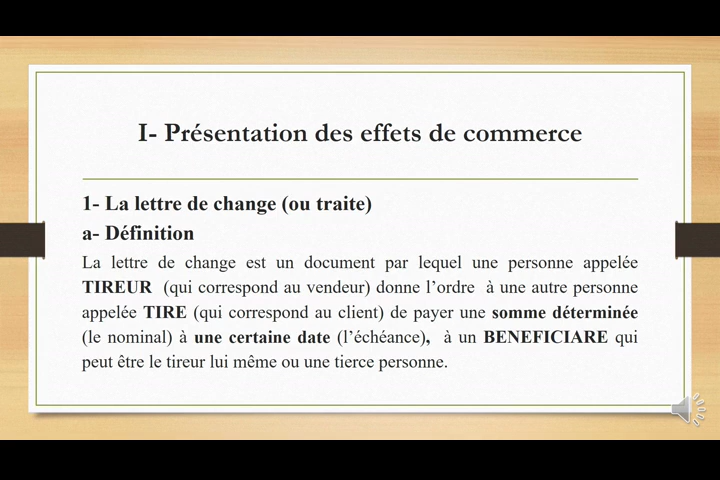 I- Présentation des effets de commerce
1- La lettre de change (ou traite)
a- Définition
La lettre de change est un document par lequel une personne appelée
TIREUR (qui correspond au vendeur) donne l’ordre à une autre personne
appelée TIRE (qui correspond au client) de payer une somme déterminée
(le nominal) à une certaine date (l’échéance), à un BENEFICIARE qui
peut être le tireur lui même ou une tierce personne.